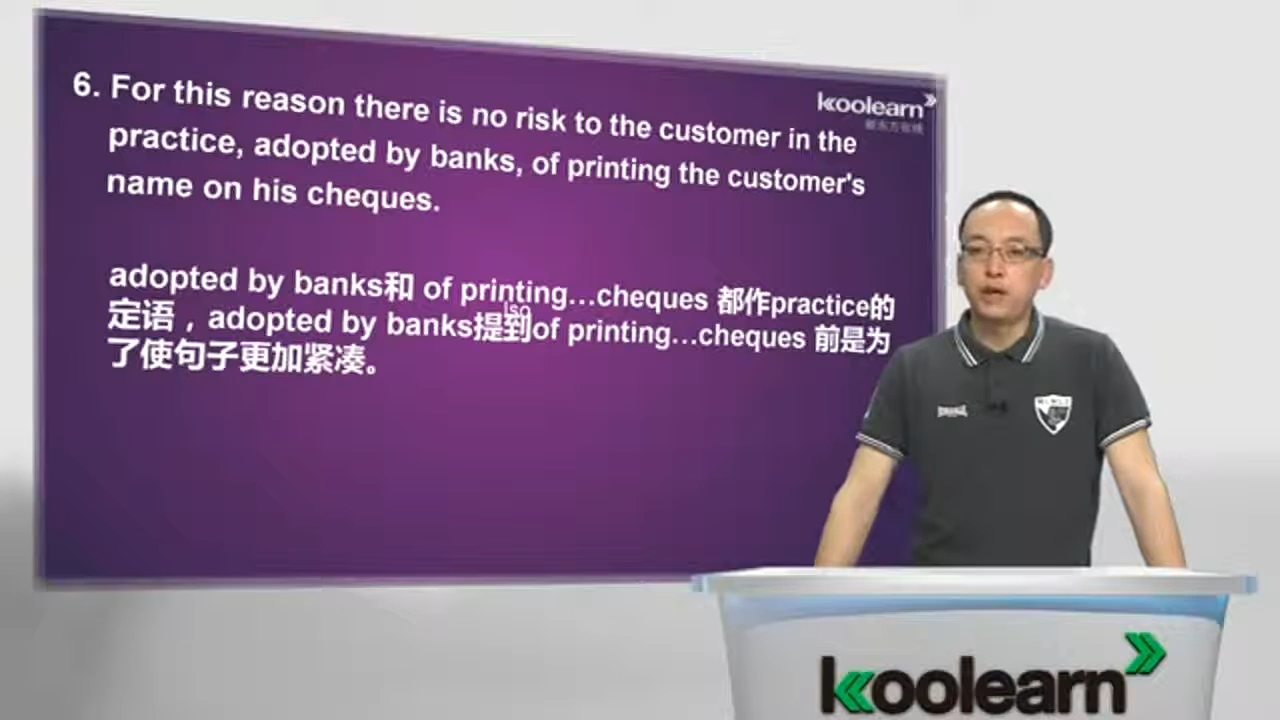 6. For this reason there is no risk to the customer in the
practice, adopted by banks, of printing the customer's
name on his cheques.
koolearn
新东方在线
adopted by banks和 of printing…cheques 都作practice的
定语，adopted by banks提到of printing…cheques 前是为
了使句子更加紧凑。
koolearn